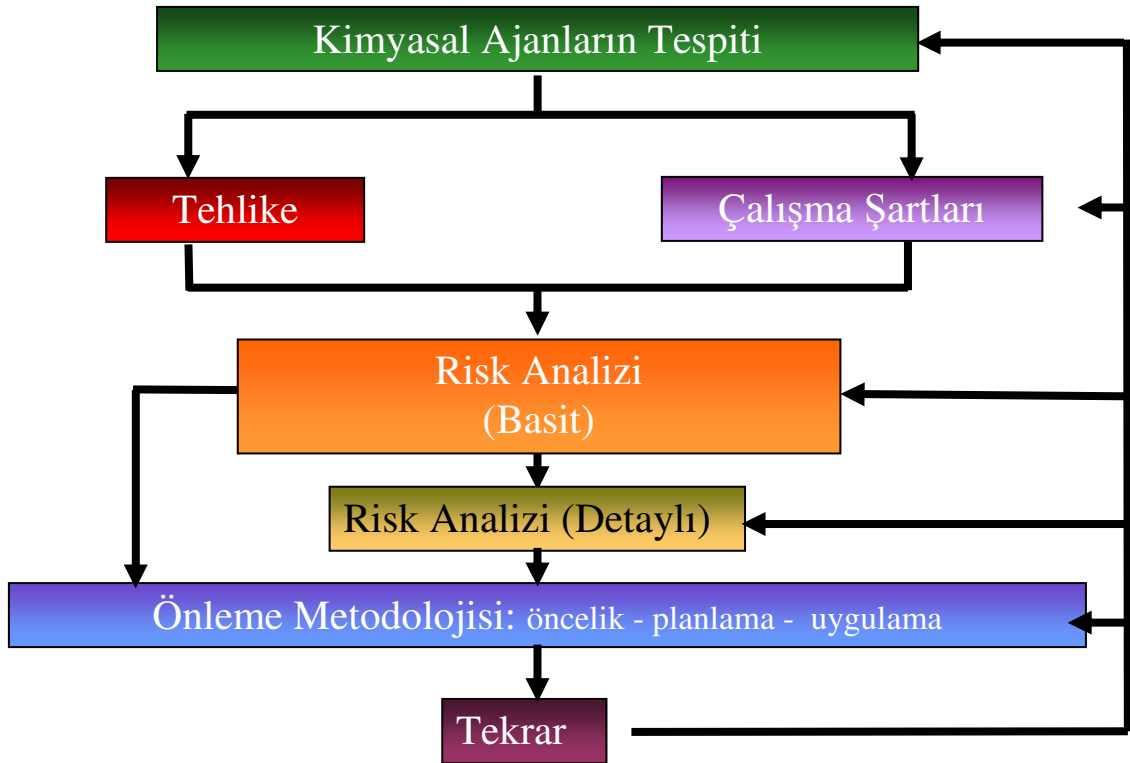 Kimyasal Ajanların Tespiti
Tehlike
Çalışma Şartları
Risk Analizi
(Basit)
Risk Analizi (Detaylı)
Önleme Metodolojisi: öncelik - planlama - uygulama
Tekrar